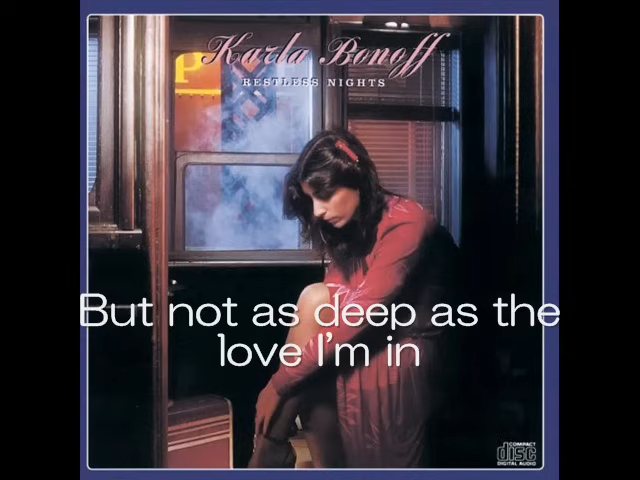 Karla Bonoff
RESTLESS NIGHTS
P
But not as deep as the
love I'm in
COMPACT
disc
DIGITAL AUDIO